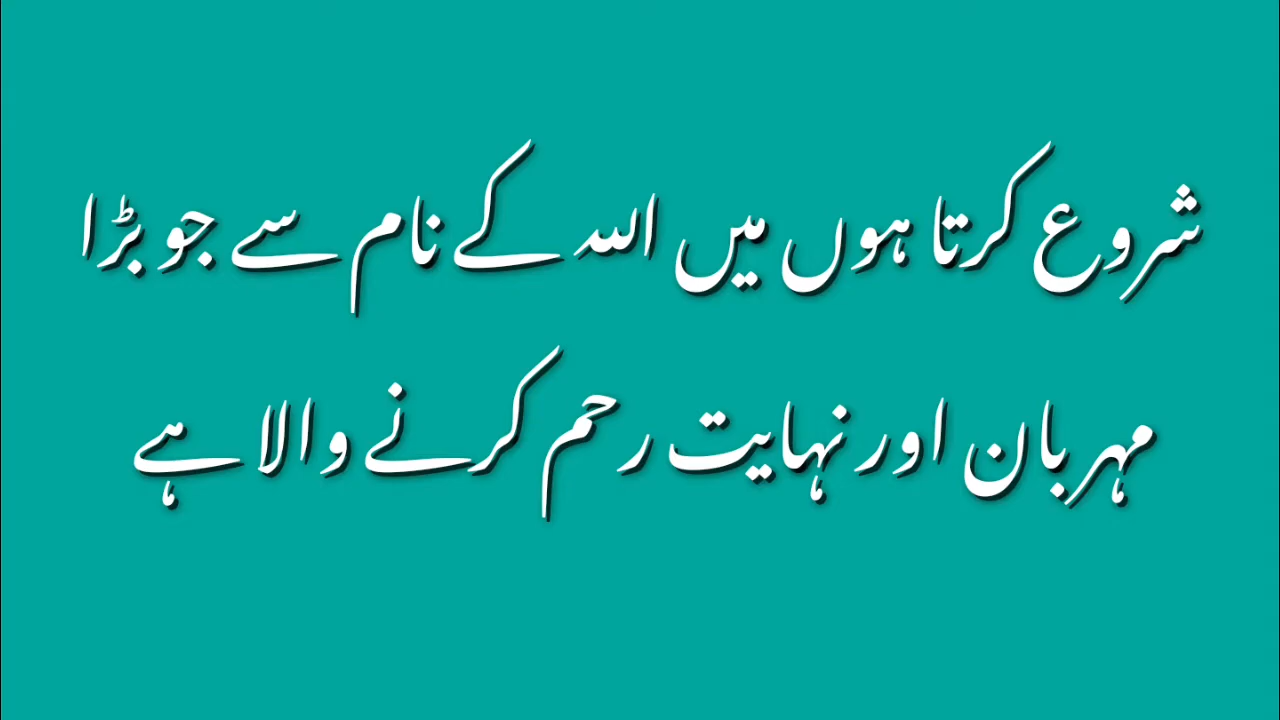 شروع کرتا ہوں میں اللہ کے نام سے جو بڑا
مہربان اور نہایت رحم کرنے والا ہے